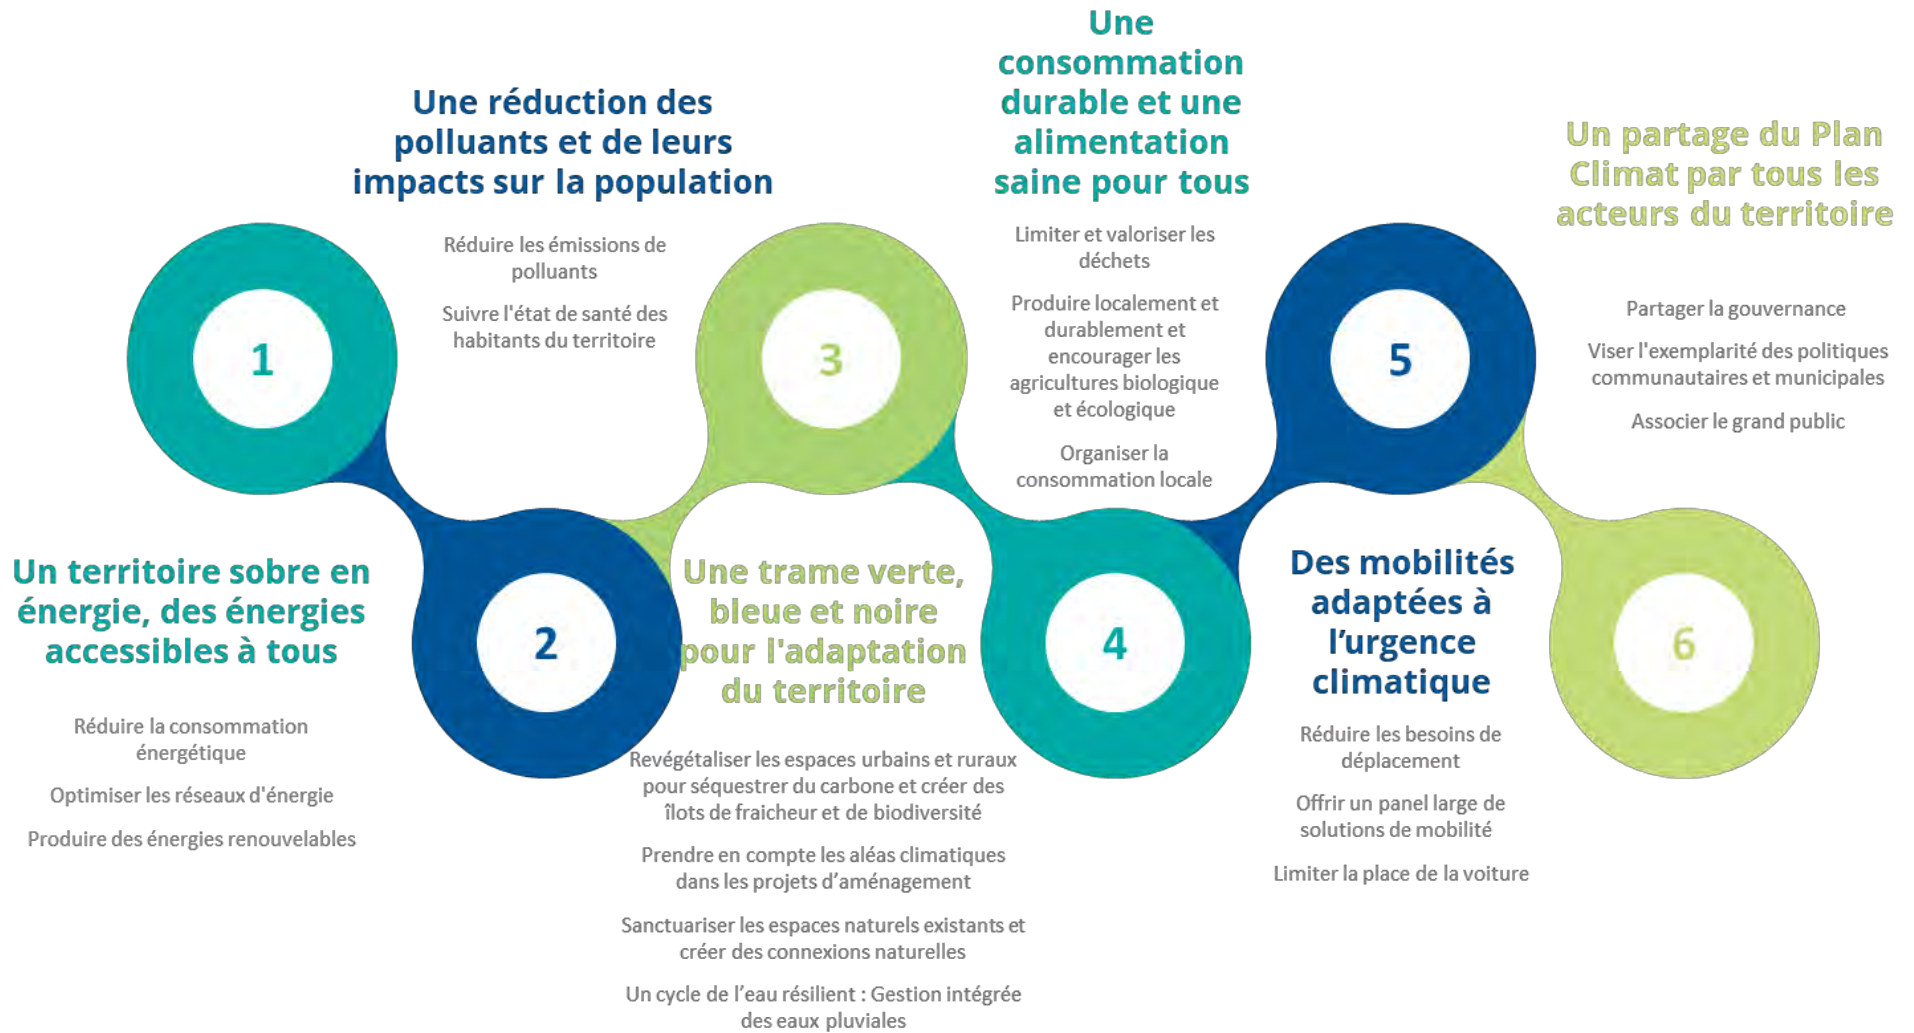 1
Un territoire sobre en
énergie, des énergies
accessibles à tous
Réduire la consommation
énergétique
Optimiser les réseaux d'énergie
Produire des énergies renouvelables
Une réduction des
polluants et de leurs
impacts sur la population
Réduire les émissions de
polluants
Suivre l'état de santé des
habitants du territoire
2
3
Une trame verte,
bleue et noire
pour l'adaptation
du territoire
Revégétaliser les espaces urbains et ruraux
pour séquestrer du carbone et créer des
îlots de fraicheur et de biodiversité
Prendre en compte les aléas climatiques
dans les projets d’aménagement
Sanctuariser les espaces naturels existants et
créer des connexions naturelles
Un cycle de l’eau résilient : Gestion intégrée
des eaux pluviales
Une
consommation
durable et une
alimentation
saine pour tous
Limiter et valoriser les
déchets
Produire localement et
durablement et
encourager les
agricultures biologique
et écologique
Organiser la
consommation locale
4
5
Des mobilités
adaptées à
l’urgence
climatique
Réduire les besoins de
déplacement
Offrir un panel large de
solutions de mobilité
Limiter la place de la voiture
Un partage du Plan
Climat par tous les
acteurs du territoire
Partager la gouvernance
Viser l'exemplarité des politiques
communautaires et municipales
Associer le grand public
6